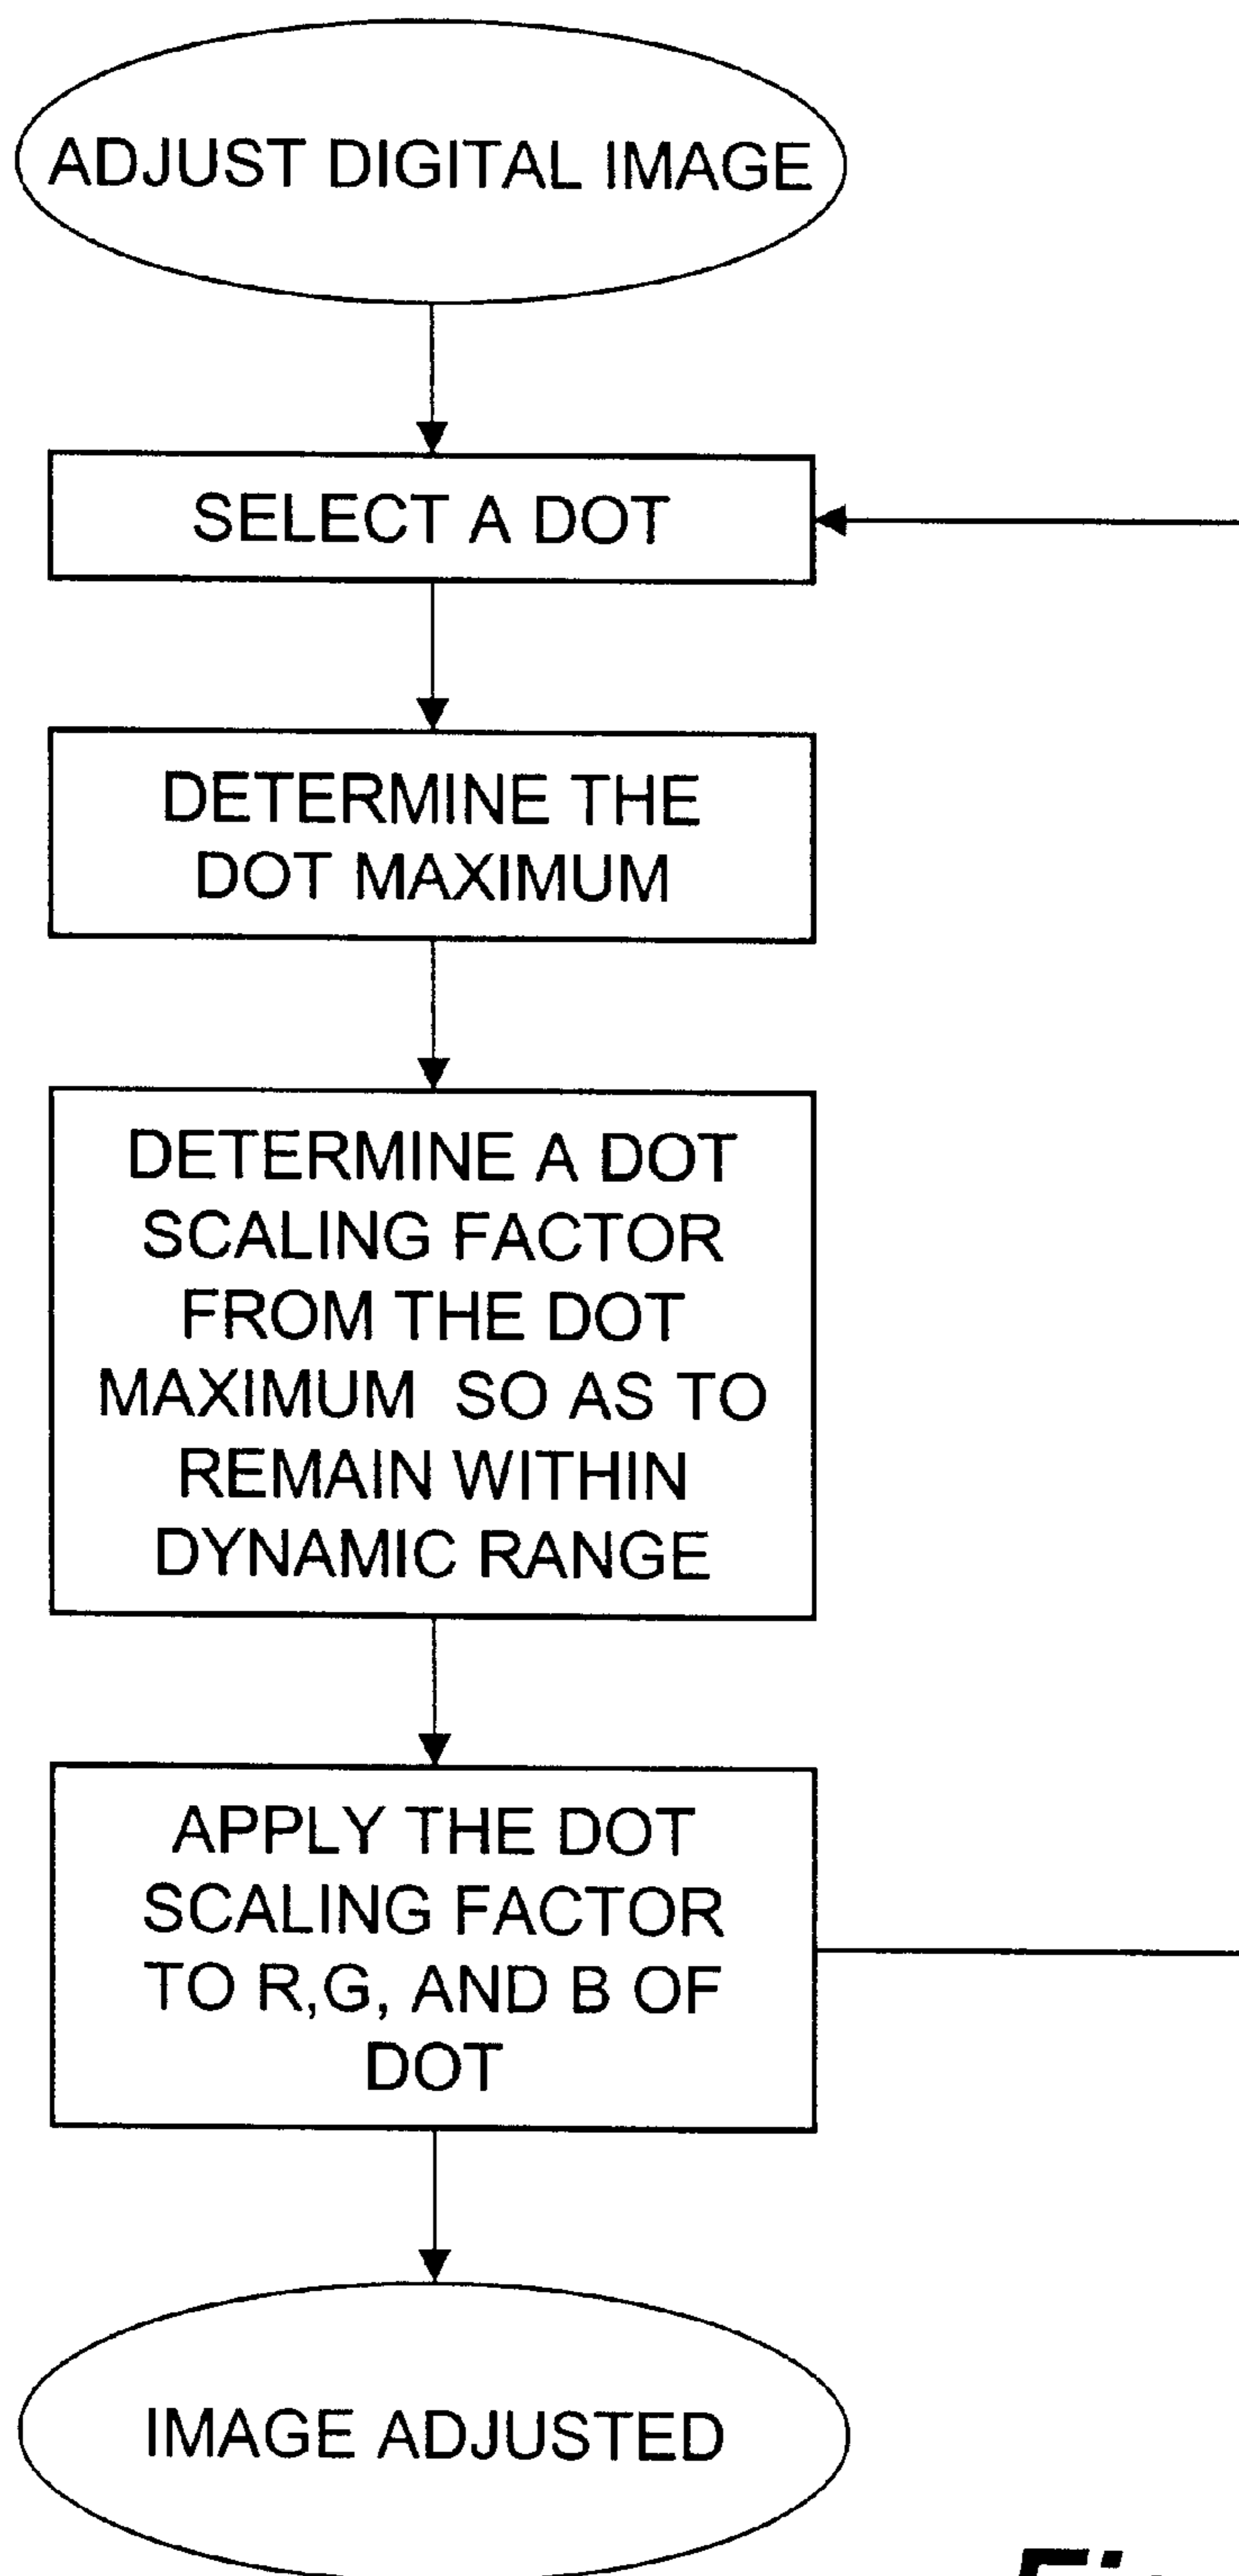 ADJUST DIGITAL IMAGE
SELECT A DOT
DETERMINE THE
DOT MAXIMUM
DETERMINE A DOT
SCALING FACTOR
FROM THE DOT
MAXIMUM SO AS TO
REMAIN WITHIN
DYNAMIC RANGE
APPLY THE DOT
SCALING FACTOR
TO R,G, AND B OF
DOT
IMAGE ADJUSTED